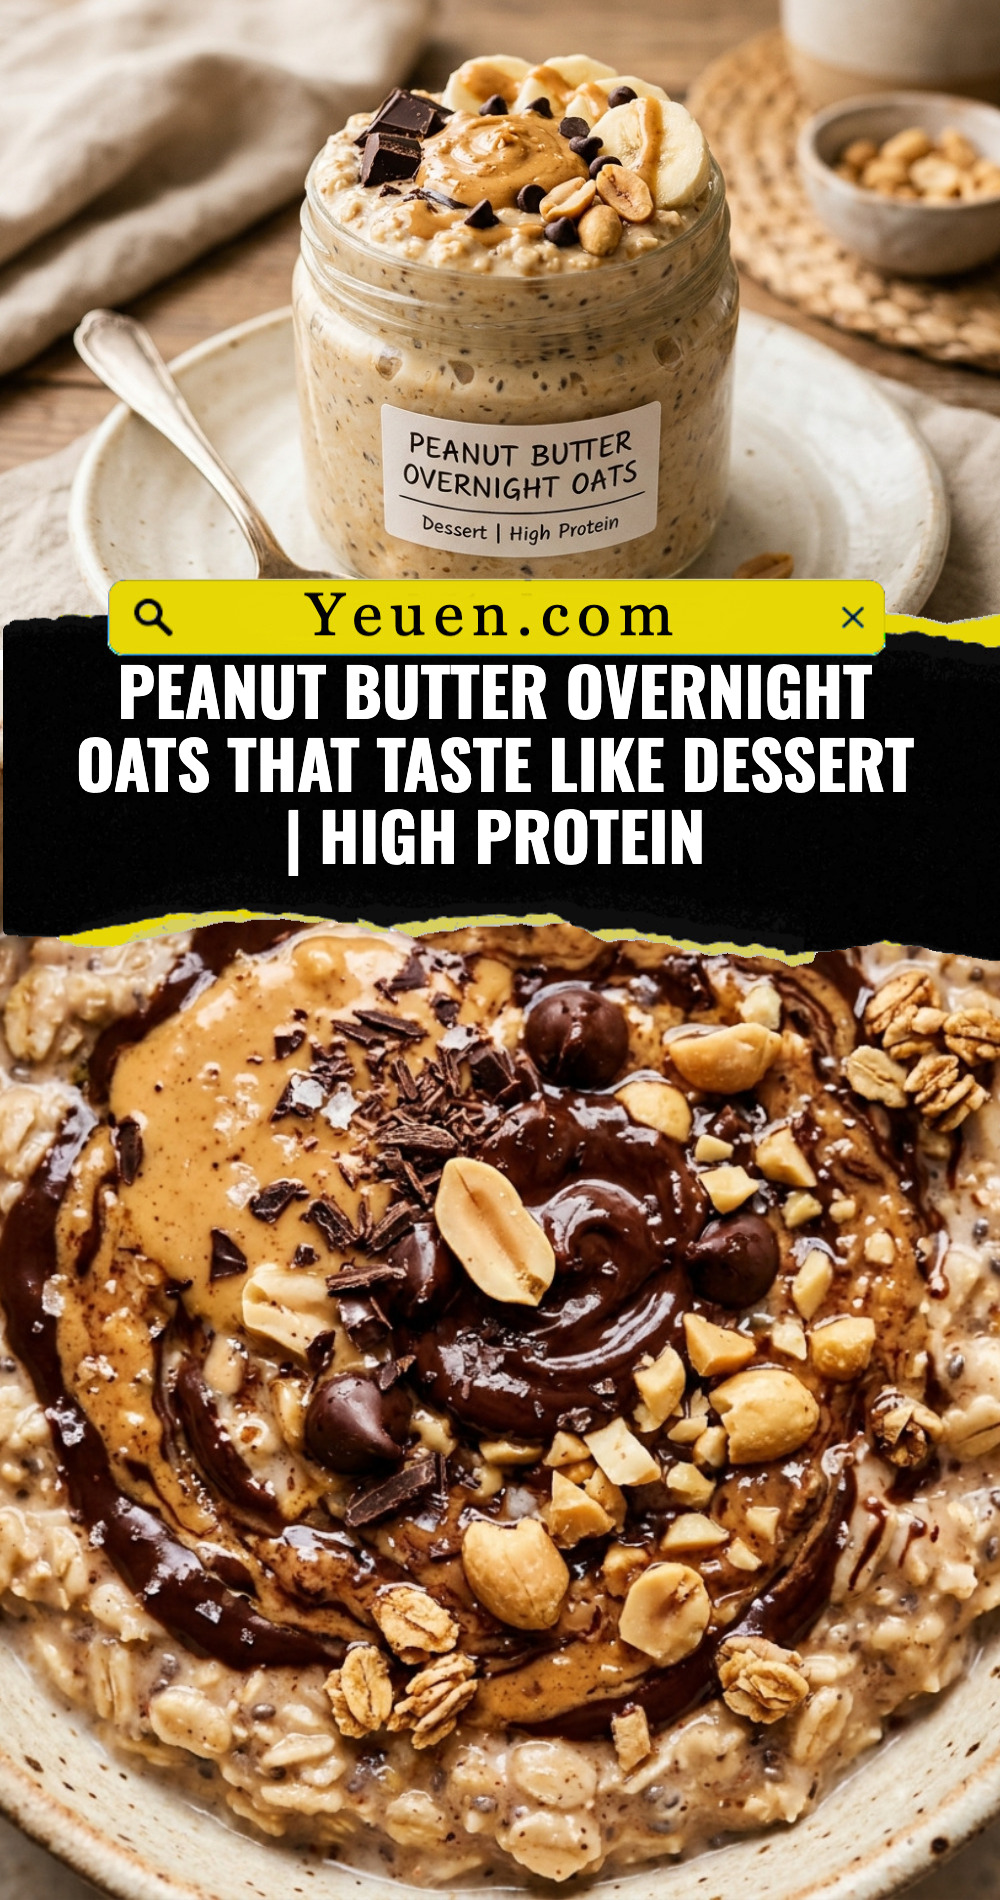 PEANUT BUTTER
OVERNIGHT OATS
Dessert | High Protein
Yeuen.com
PEANUT BUTTER OVERNIGHT
OATS THAT TASTE LIKE DESSERT
| HIGH PROTEIN